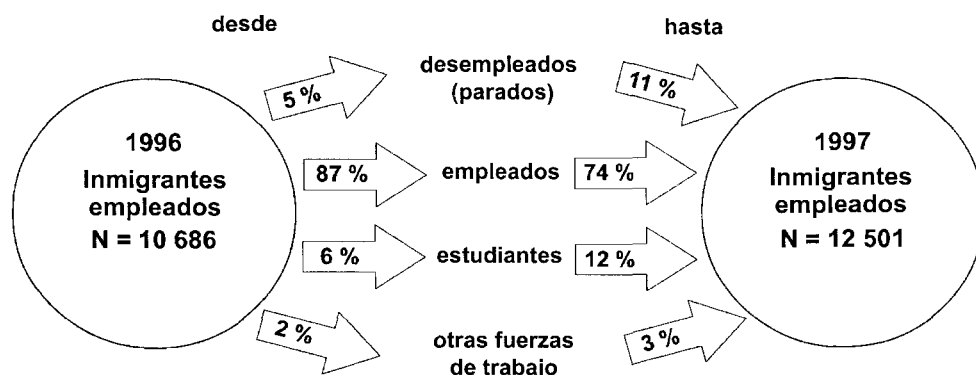 desde
hasta
5 %
desempleados
(parados)
11 %
1996
Inmigrantes
empleados
N = 10 686
87 %
empleados
74 %
1997
Inmigrantes
empleados
N = 12 501
6 %
estudiantes
12 %
2 %
otras fuerzas
de trabajo
3 %